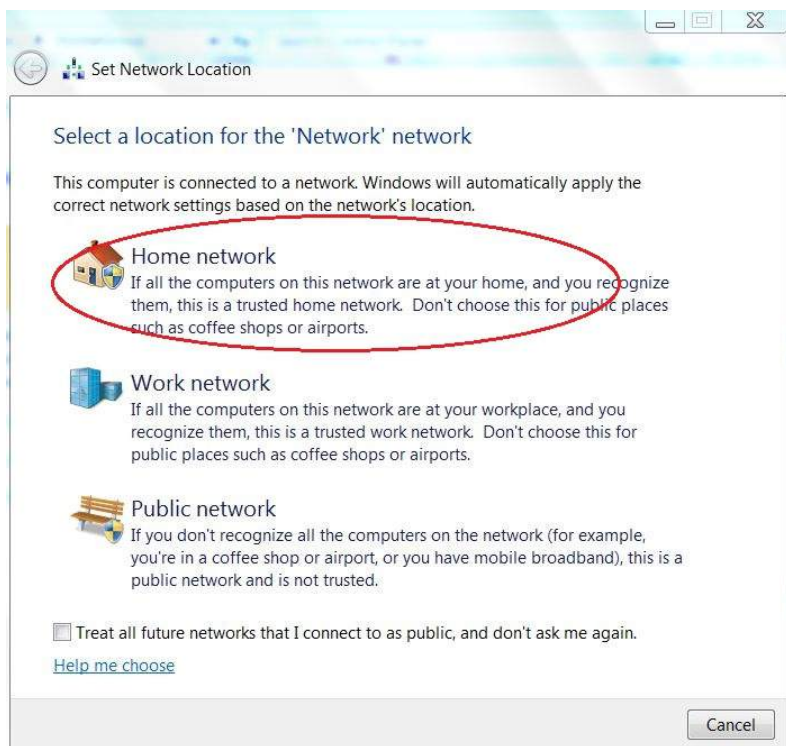 Set Network Location
Select a location for the 'Network' network
This computer is connected to a network. Windows will automatically apply the
correct network settings based on the network's location.
Home network
If all the computers on this network are at your home, and you recognize
them, this is a trusted home network.  Don't choose this for public places
such as coffee shops or airports.
Work network
If all the computers on this network are at your workplace, and you
recognize them, this is a trusted work network.  Don't choose this for
public places such as coffee shops or airports.
Public network
If you don't recognize all the computers on the network (for example,
you're in a coffee shop or airport, or you have mobile broadband), this is a
public network and is not trusted.
Treat all future networks that I connect to as public, and don't ask me again.
Help me choose
Cancel